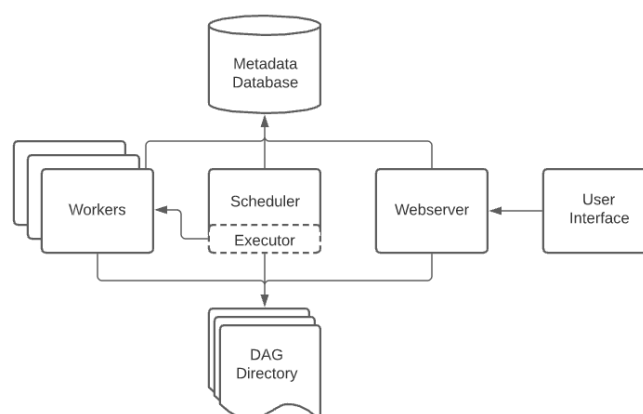 Metadata
Database
Workers
Scheduler
Executor
Webserver
User
Interface
DAG
Directory